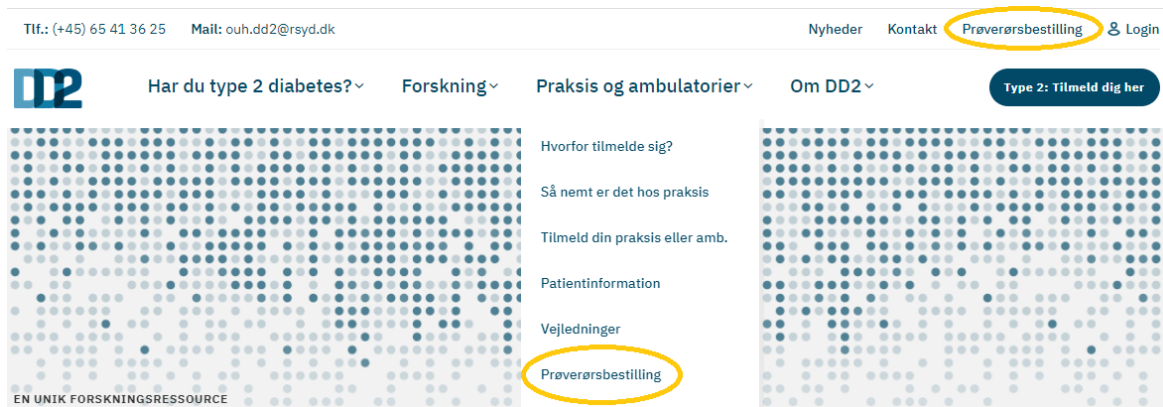 Tlf.: (+45) 65 41 36 25 Mail: ouh.dd2@rsyd.dk Nyheder Kontakt Prøverørsbestilling Login
DD2 Har du type 2 diabetes? Forskning Praksis og ambulatorier Om DD2 Type 2: Tilmeld dig her
Hvorfor tilmelde sig?
Så nemt er det hos praksis
Tilmeld din praksis eller amb.
Patientinformation
Vejledninger
Prøverørsbestilling
EN UNIK FORSKNINGSRESSOURCE